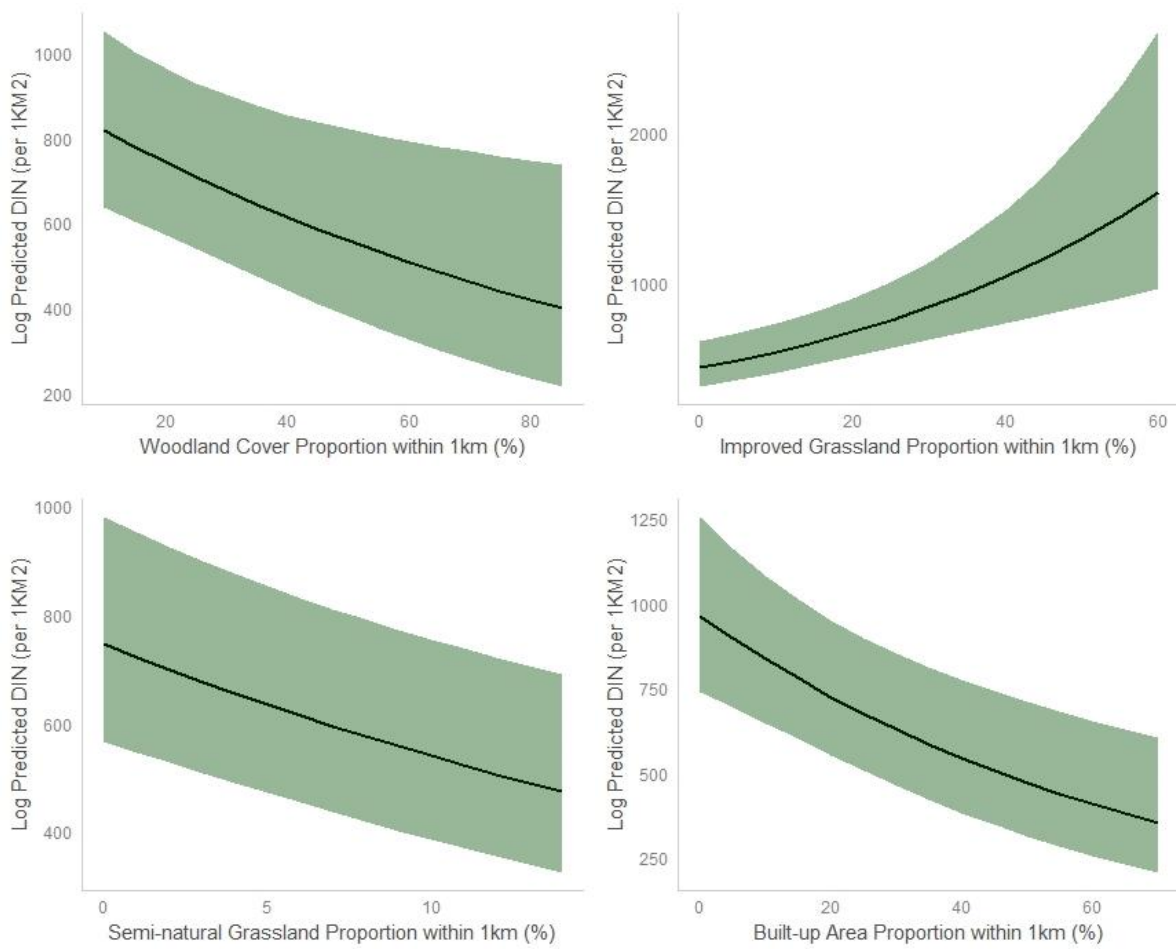 Log Predicted DIN (per 1KM2)
1000
800
600
400
200
20 40 60 80
Woodland Cover Proportion within 1km (%)
Log Predicted DIN (per 1KM2)
2000
1000
0 20 40 60
Improved Grassland Proportion within 1km (%)
Log Predicted DIN (per 1KM2)
1000
800
600
400
0 5 10
Semi-natural Grassland Proportion within 1km (%)
Log Predicted DIN (per 1KM2)
1250
1000
750
500
250
0 20 40 60
Built-up Area Proportion within 1km (%)